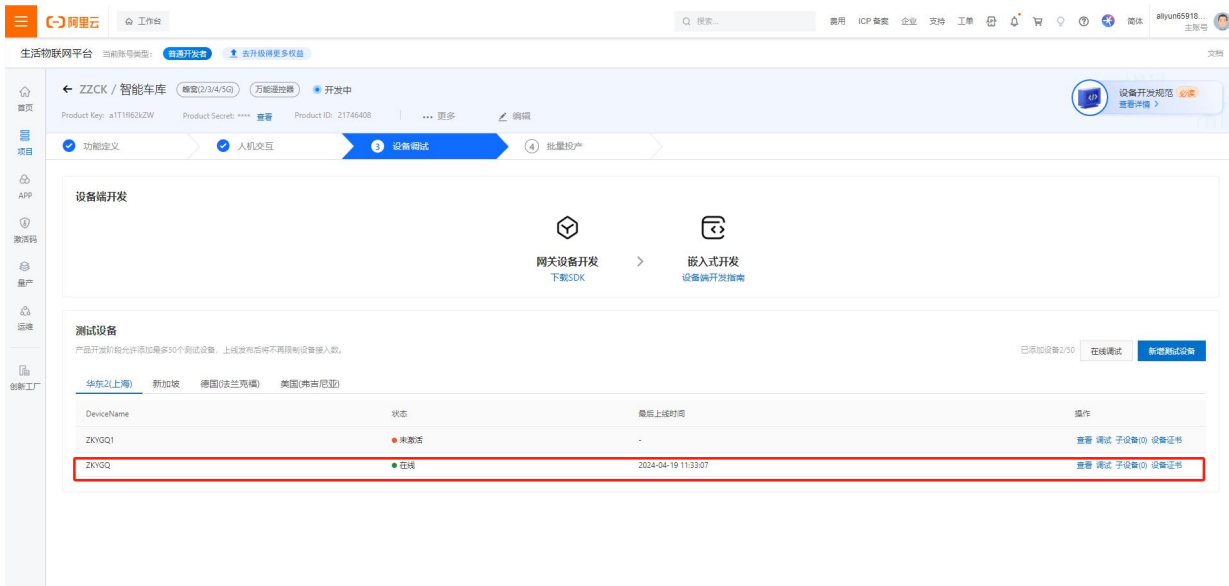 阿里云
工作台
搜索...
费用 ICP 备案 企业 支持 工单 简体
aliyun65918...
主账号
生活物联网平台 当前账号类型: 普通开发者 去升级得更多权益 文档
首页
项目
APP
激活码
量产
运维
创新工厂
ZZCK / 智能车库 蜂窝(2/3/4/5G) 万能遥控器 开发中
Product Secret: **** 查看 Product ID: 21746408 ••• 更多 编辑
设备开发规范 必读
查看详情
功能定义 人机交互 3 设备调试 4 批量投产
设备端开发
网关设备开发 > 嵌入式开发
下载SDK 设备端开发指南
测试设备
产品开发阶段允许添加最多50个测试设备，上线发布后将不再限制设备接入数。
已添加设备2/50 在线调试 新增测试设备
华东2(上海) 新加坡 德国(法兰克福) 美国(弗吉尼亚)
DeviceName 状态 最后上线时间 操作
ZKYGQ1 未激活 - 查看 调试 子设备(0) 设备证书
ZKYGQ 在线 2024-04-19 11:33:07 查看 调试 子设备(0) 设备证书